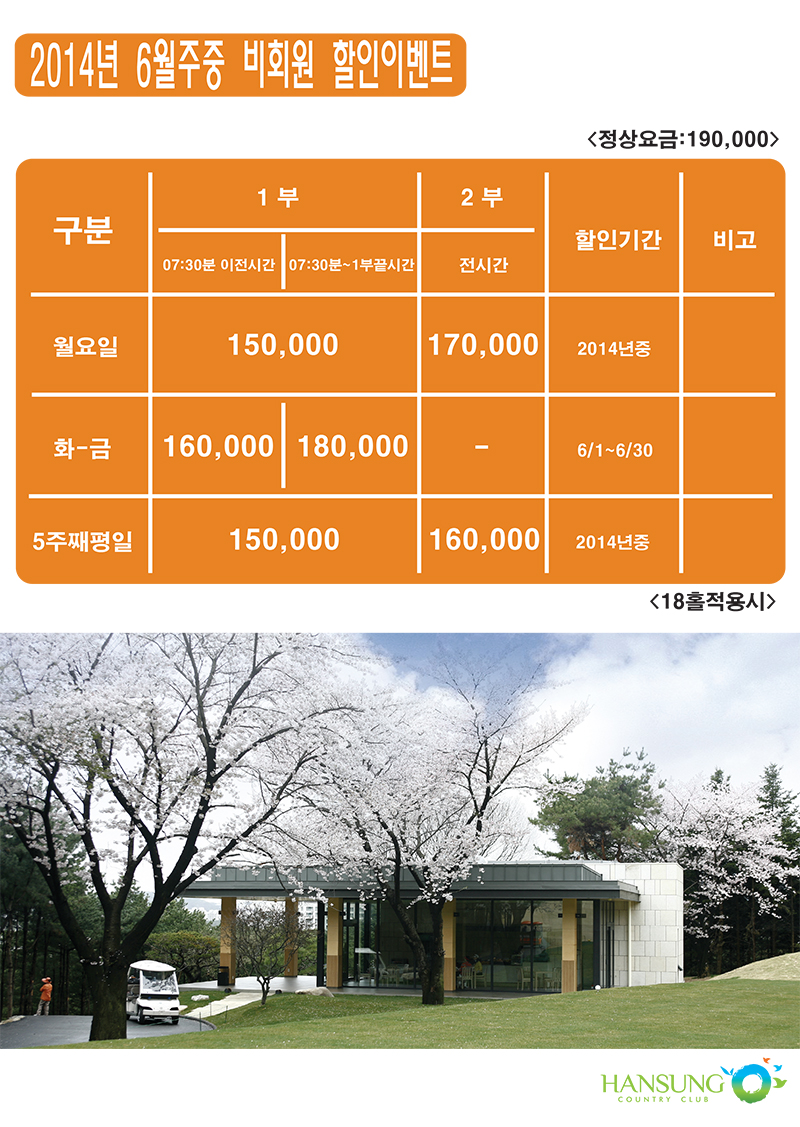 2014년 6월주중 비회원 할인이벤트
<정상요금:190,000>
구분
1 부
2 부
할인기간
비고
07:30분 이전시간
07:30분~1부끝시간
전시간
월요일
150,000
170,000
2014년중
화-금
160,000
180,000
-
6/1~6/30
5주째평일
150,000
160,000
2014년중
<18홀적용시>
HANSUNG
COUNTRY CLUB